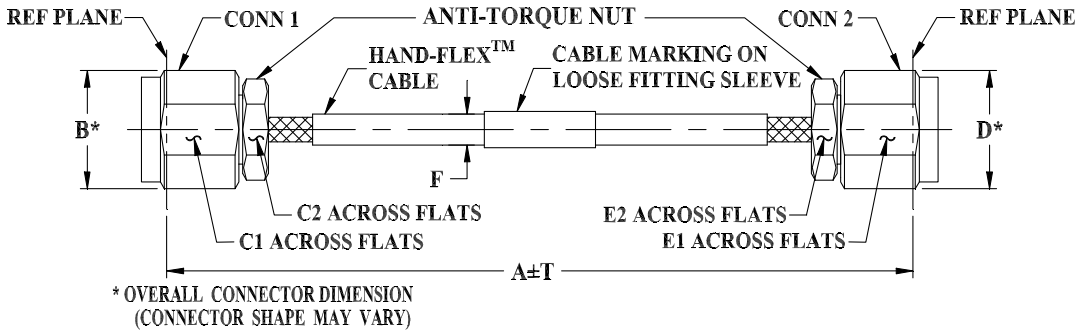 REF PLANE
CONN 1
ANTI-TORQUE NUT
CONN 2
REF PLANE
HAND-FLEX™
CABLE
CABLE MARKING ON
LOOSE FITTING SLEEVE
B*
D*
F
C2 ACROSS FLATS
E2 ACROSS FLATS
C1 ACROSS FLATS
E1 ACROSS FLATS
A±T
* OVERALL CONNECTOR DIMENSION
(CONNECTOR SHAPE MAY VARY)